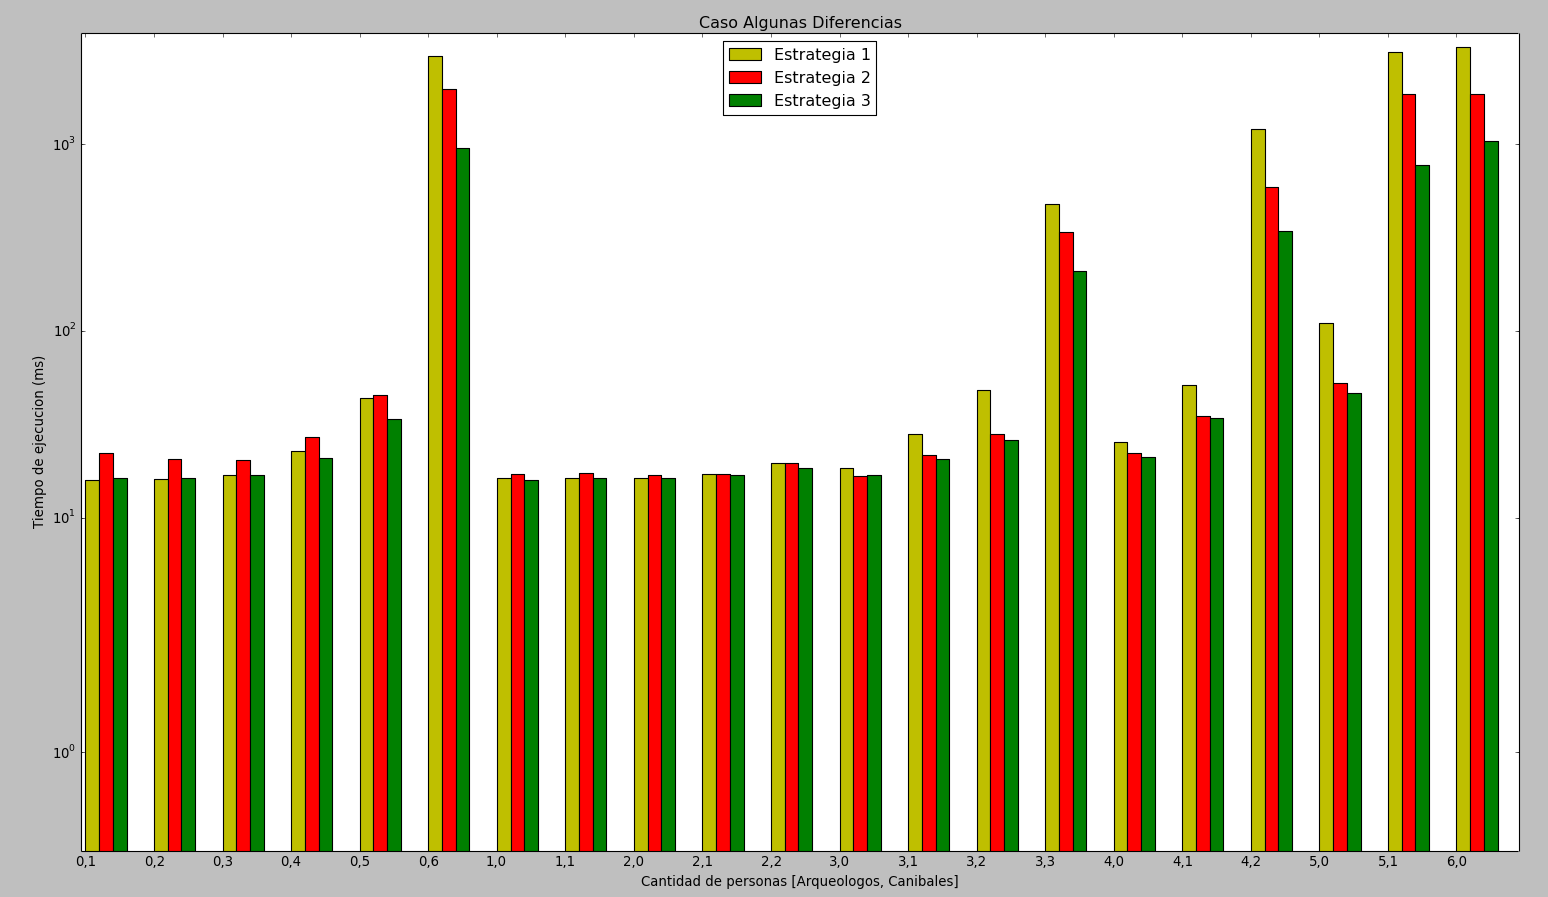 Caso Algunas Diferencias
Estrategia 1
Estrategia 2
Estrategia 3
Tiempo de ejecucion (ms)
10³
10²
10¹
10⁰
0,1 0,2 0,3 0,4 0,5 0,6 1,0 1,1 2,0 2,1 2,2 3,0 3,1 3,2 3,3 4,0 4,1 4,2 5,0 5,1 6,0
Cantidad de personas [Arqueologos, Canibales]